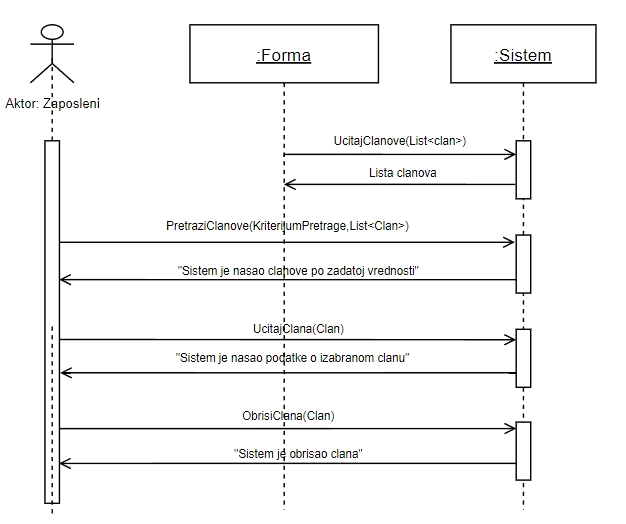 :Forma
:Sistem
Aktor: Zaposleni
UcitajClanove(List<clan>)
Lista clanova
PretraziClanove(KriterijumPretrage,List<Clan>)
"Sistem je nasao clanove po zadatoj vrednosti"
UcitajClana(Clan)
"Sistem je nasao podatke o izabranom clanu"
ObrisiClana(Clan)
"Sistem je obrisao clana"